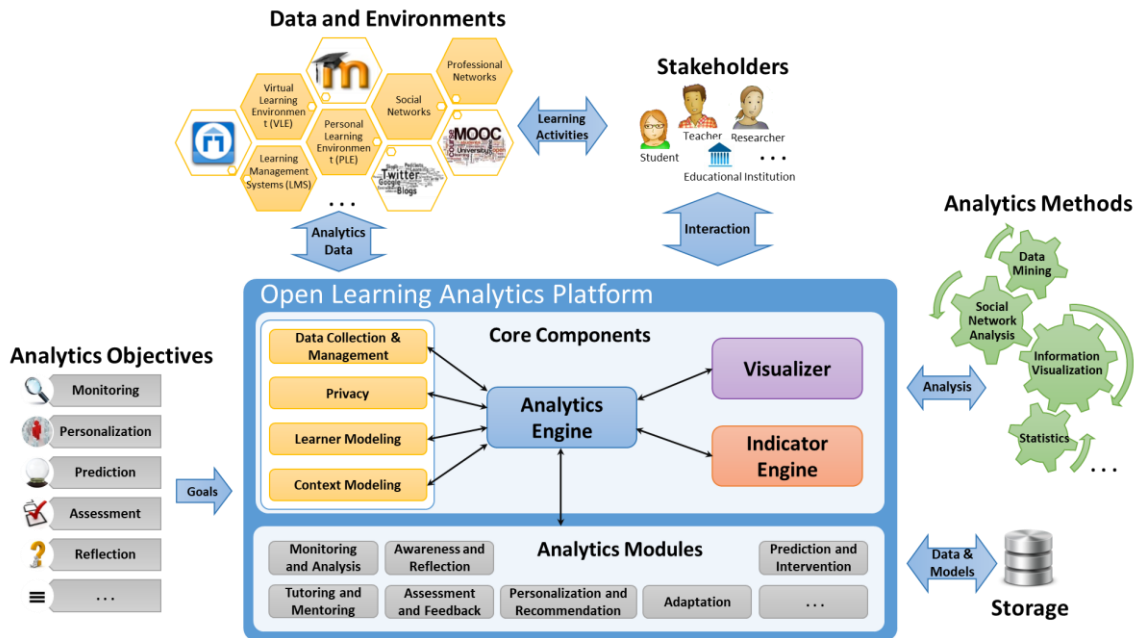 Data and Environments
Professional
Networks
m
Virtual
Learning
Environmen
t (VLE)
Social
Networks
Personal
Learning
Environmen
t (PLE)
MOOC
Course
University
open
Learning
Management
Systems (LMS)
Twitter
Google
Blogs
...
Learning
Activities
Stakeholders
Teacher
Researcher
Student
...
Educational Institution
Analytics
Data
Interaction
Analytics Methods
Data
Mining
Social
Network
Analysis
Information
Visualization
Statistics
...
Analysis
Analytics Objectives
Monitoring
Personalization
Prediction
Assessment
Reflection
...
Goals
Open Learning Analytics Platform
Core Components
Data Collection &
Management
Privacy
Learner Modeling
Context Modeling
Analytics
Engine
Visualizer
Indicator
Engine
Analytics Modules
Monitoring
and Analysis
Awareness and
Reflection
Prediction and
Intervention
Tutoring and
Mentoring
Assessment
and Feedback
Personalization and
Recommendation
Adaptation
...
Data &
Models
Storage